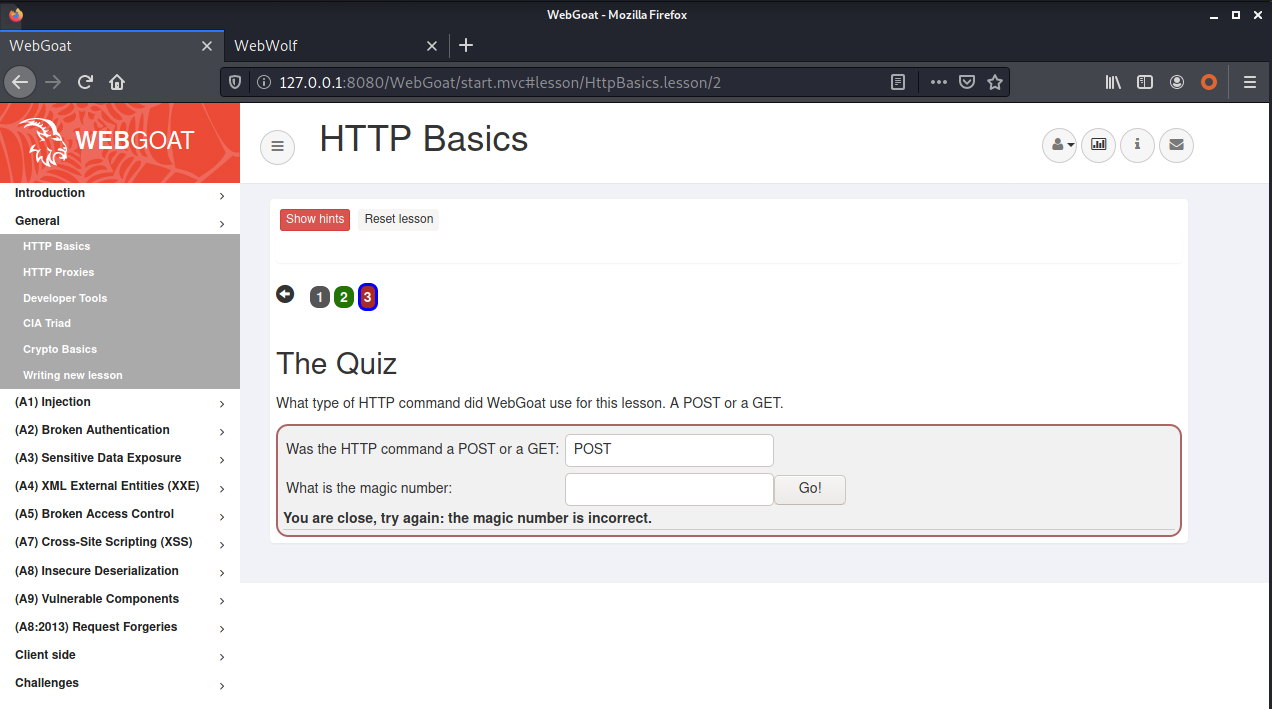 WebGoat - Mozilla Firefox
WebGoat
WebWolf
127.0.0.1:8080/WebGoat/start.mvc#lesson/HttpBasics.lesson/2
WEBGOAT
HTTP Basics
Introduction
General
HTTP Basics
HTTP Proxies
Developer Tools
CIA Triad
Crypto Basics
Writing new lesson
(A1) Injection
(A2) Broken Authentication
(A3) Sensitive Data Exposure
(A4) XML External Entities (XXE)
(A5) Broken Access Control
(A7) Cross-Site Scripting (XSS)
(A8) Insecure Deserialization
(A9) Vulnerable Components
(A8:2013) Request Forgeries
Client side
Challenges
Show hints Reset lesson
1 2 3
The Quiz
What type of HTTP command did WebGoat use for this lesson. A POST or a GET.
Was the HTTP command a POST or a GET: POST
What is the magic number: Go!
You are close, try again: the magic number is incorrect.